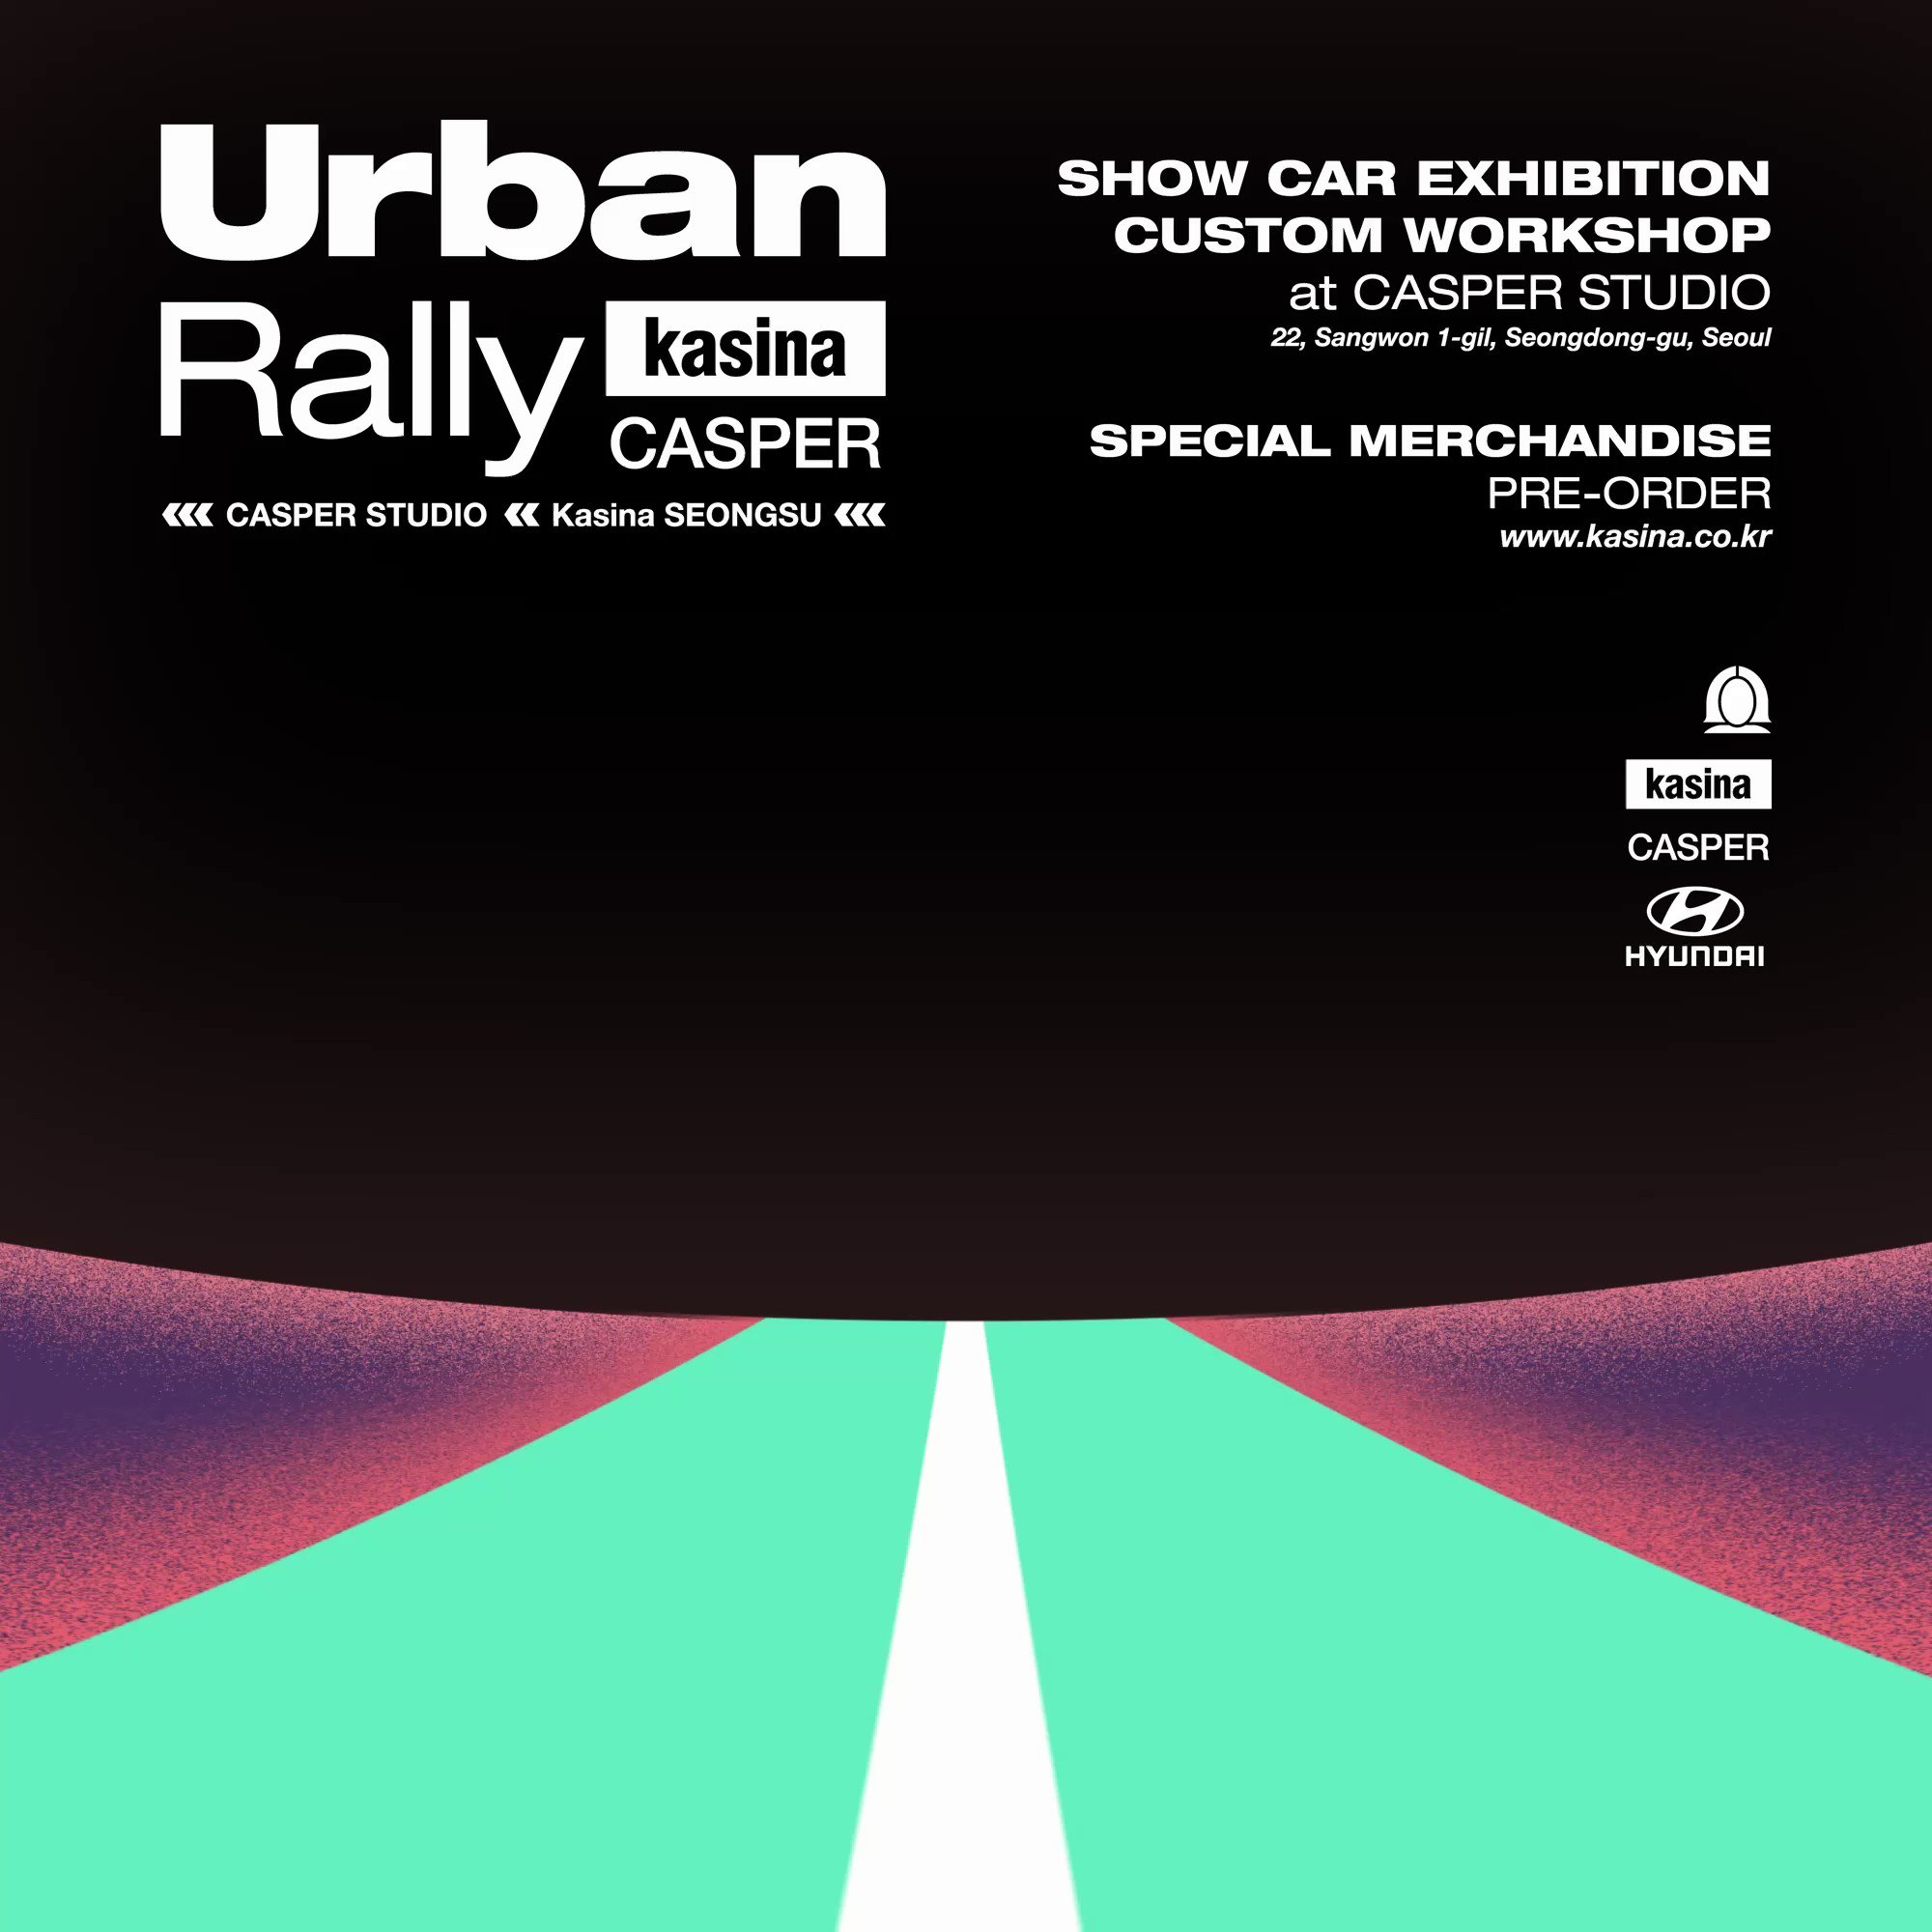 Urban
Rally kasina
CASPER
CASPER STUDIO Kasina SEONGSU
SHOW CAR EXHIBITION
CUSTOM WORKSHOP
at CASPER STUDIO
22, Sangwon 1-gil, Seongdong-gu, Seoul
SPECIAL MERCHANDISE
PRE-ORDER
www.kasina.co.kr
kasina
CASPER
HYUNDAI